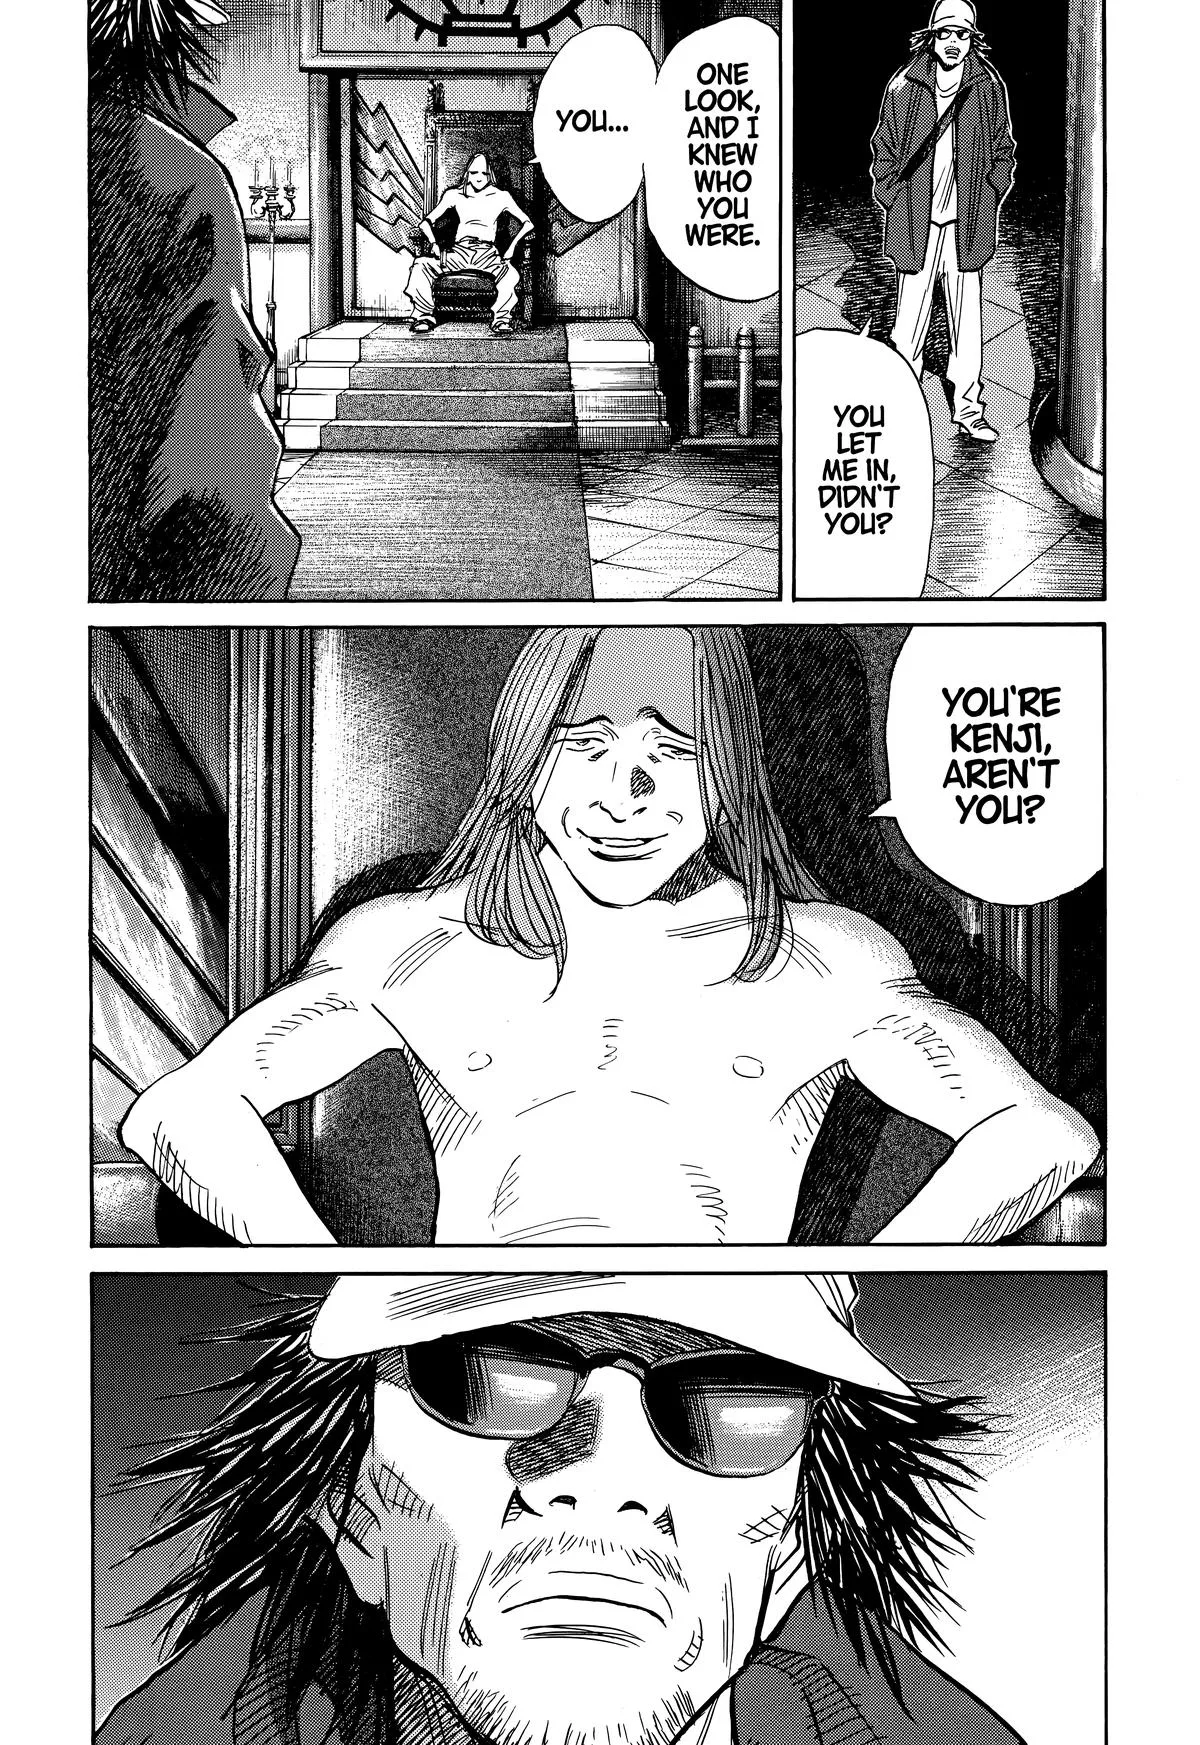 YOU
LET
ME IN,
DIDN'T
YOU?
ONE
LOOK,
AND I
KNEW
WHO
YOU
WERE.
YOU...
YOU'RE
KENJI,
AREN'T
YOU?